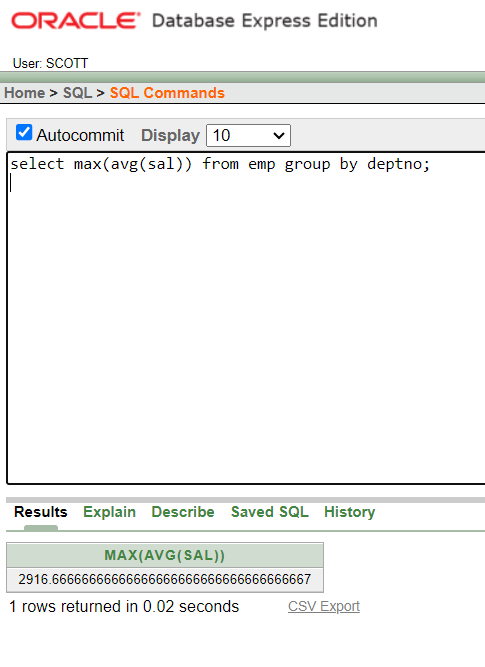 ORACLE Database Express Edition
User: SCOTT
Home > SQL > SQL Commands
Autocommit Display 10
select max(avg(sal)) from emp group by deptno;
Results Explain Describe Saved SQL History
MAX(AVG(SAL))
2916.66666666666666666666666666666667
1 rows returned in 0.02 seconds CSV Export